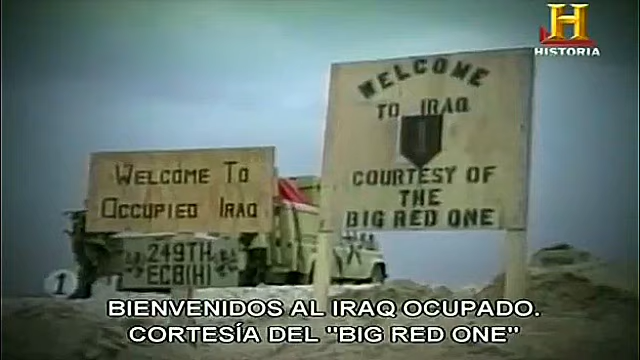 H
HISTORIA
WELCOME
TO IRAQ
COURTESY OF
THE
BIG RED ONE
WELCOME TO
OCCUPIED IRAQ
249TH
ECB(H)
1
BIENVENIDOS AL IRAQ OCUPADO.
CORTESÍA DEL "BIG RED ONE"